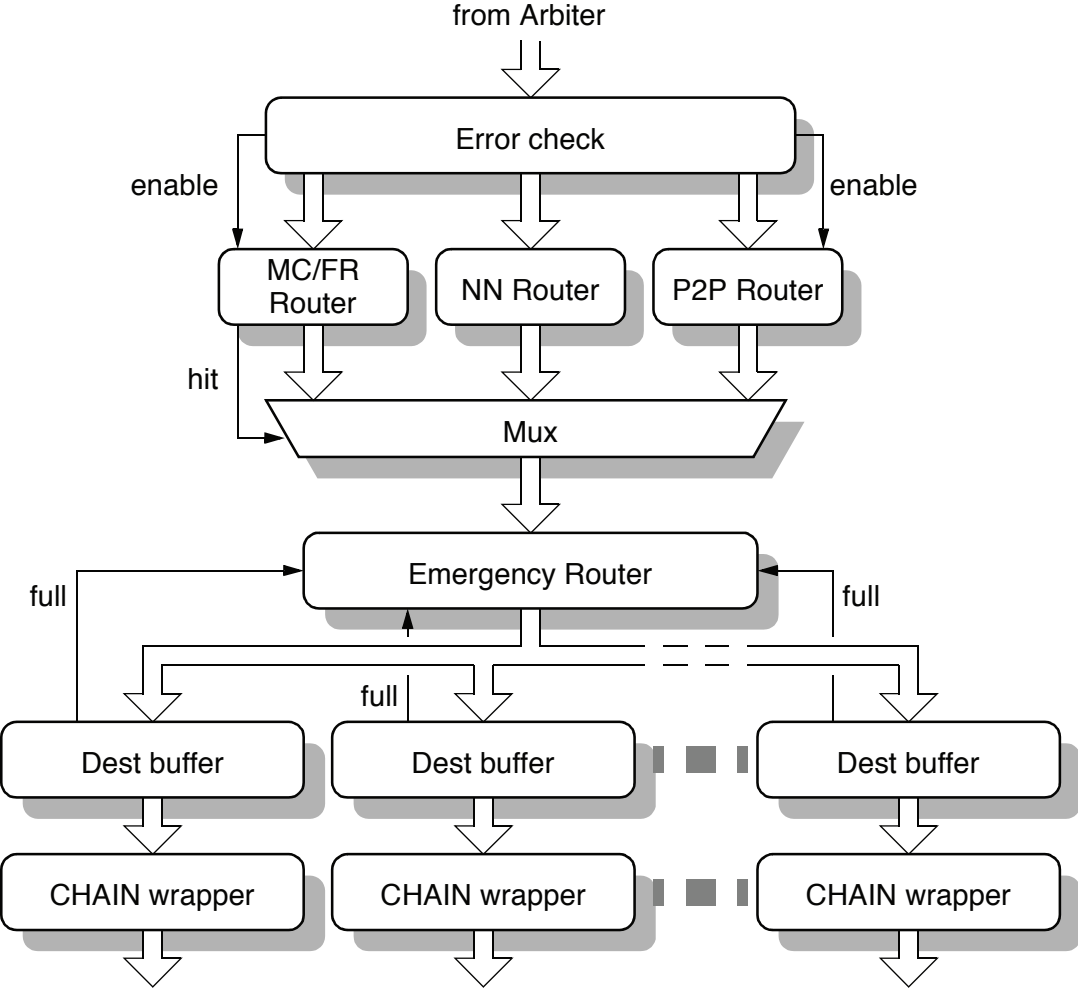 from Arbiter
Error check
enable
enable
MC/FR
Router
NN Router
P2P Router
hit
Mux
Emergency Router
full
full
full
Dest buffer
Dest buffer
Dest buffer
CHAIN wrapper
CHAIN wrapper
CHAIN wrapper